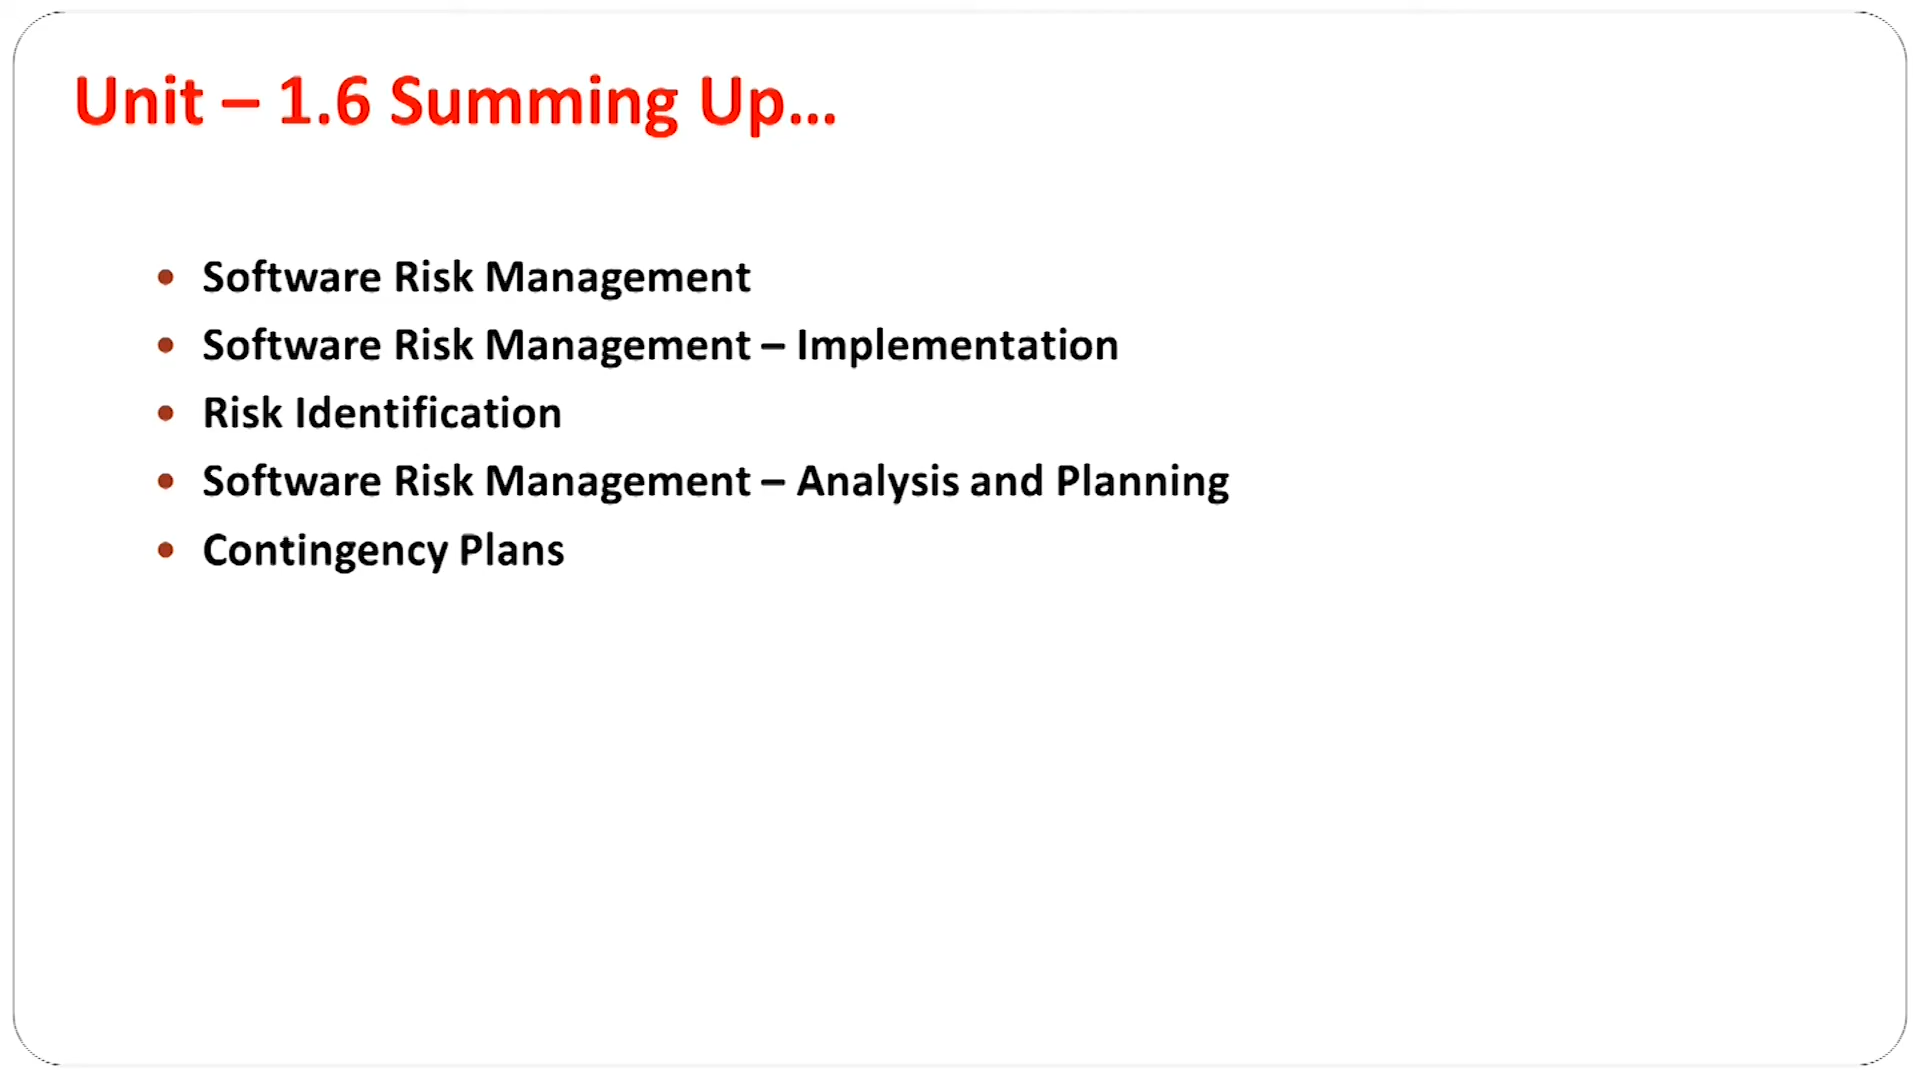 Unit – 1.6 Summing Up...
• Software Risk Management
• Software Risk Management – Implementation
• Risk Identification
• Software Risk Management – Analysis and Planning
• Contingency Plans